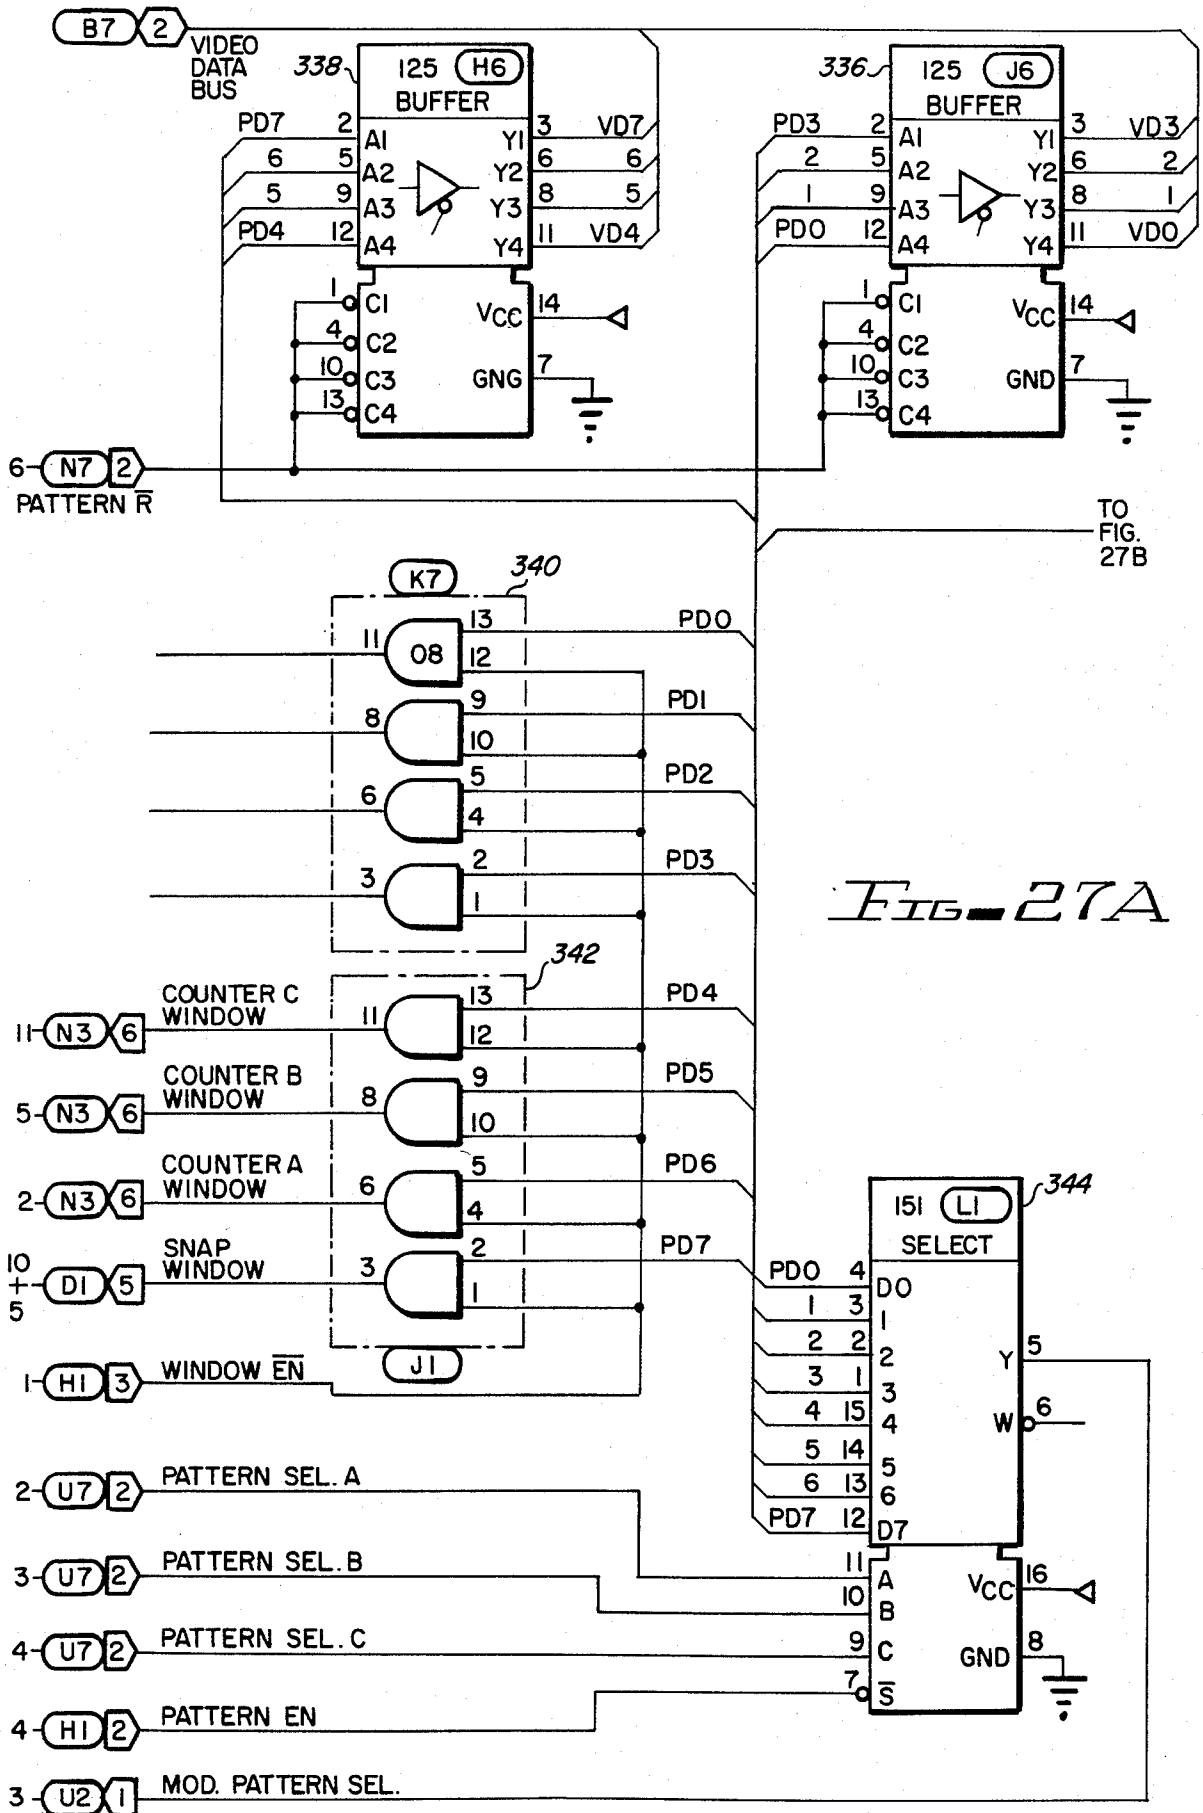 B7 2
VIDEO
DATA
BUS
338
125 H6
BUFFER
PD7 2 A1 Y1 3 VD7
6 5 A2 Y2 6 6
5 9 A3 Y3 8 5
PD4 12 A4 Y4 11 VD4
1 C1 VCC 14
4 C2
10 C3 GNG 7
13 C4
336
125 J6
BUFFER
PD3 2 A1 Y1 3 VD3
2 5 A2 Y2 6 2
1 9 A3 Y3 8 1
PD0 12 A4 Y4 11 VD0
1 C1 VCC 14
4 C2
10 C3 GND 7
13 C4
6 N7 2
PATTERN R̅
TO
FIG.
27B
K7 340
11 08 13 PD0
12
8 9 PD1
10
6 5 PD2
4
3 2 PD3
1
FIG_27A
342
COUNTER C
WINDOW
11 N3 6 11 13 PD4
12
COUNTER B
WINDOW
5 N3 6 8 9 PD5
10
COUNTER A
WINDOW
2 N3 6 6 5 PD6
4
SNAP
WINDOW
10
+
5
D1 5 3 2 PD7
1
J1
1 H1 3 WINDOW E̅N̅
344
151 L1
SELECT
PD0 4 D0
1 3 1
2 2 2
3 1 3
4 15 4
5 14 5
6 13 6
PD7 12 D7
Y 5
W 6
11 A
10 B
9 C
7 S̅
VCC 16
GND 8
2 U7 2 PATTERN SEL. A
3 U7 2 PATTERN SEL. B
4 U7 2 PATTERN SEL. C
4 H1 2 PATTERN EN
3 U2 1 MOD. PATTERN SEL.